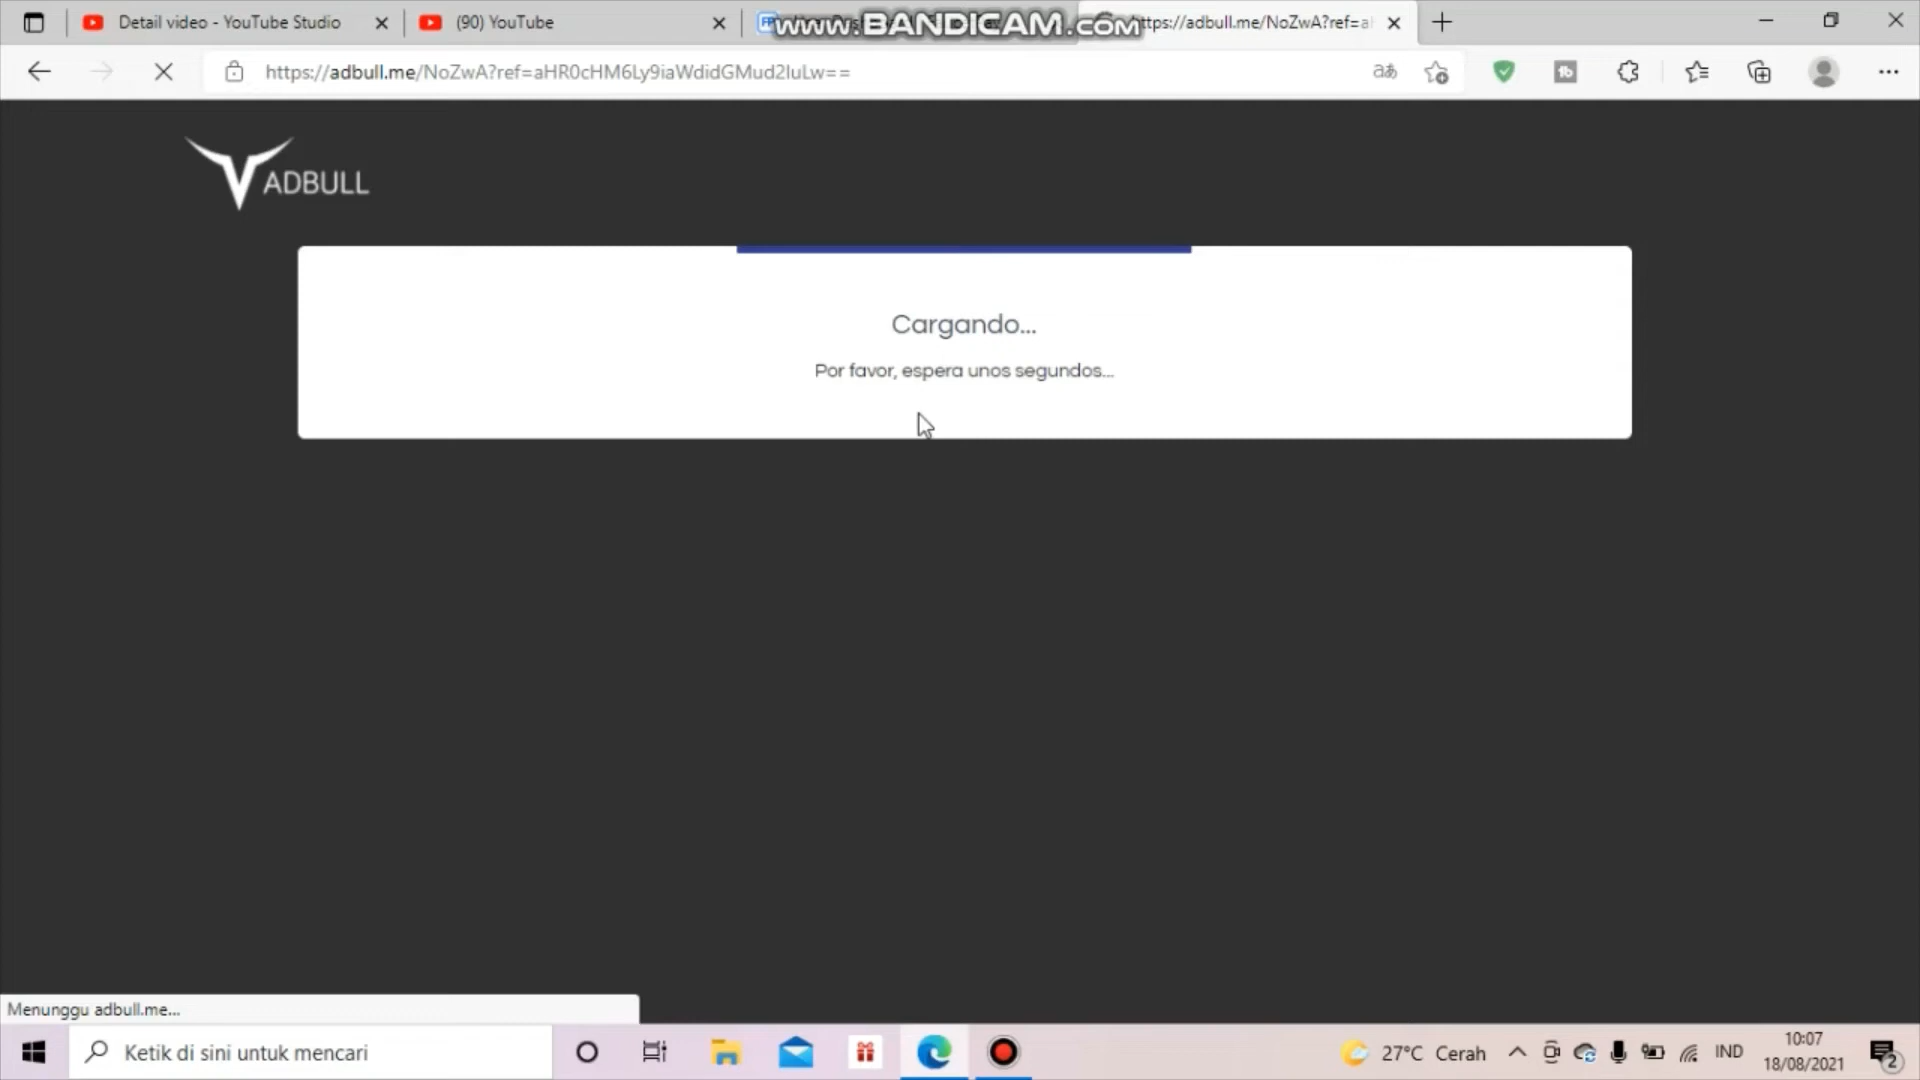 Detail video - YouTube Studio
(90) YouTube
www.BANDICAM.com
https://adbull.me/NoZwA?ref=a
https://adbull.me/NoZwA?ref=aHR0cHM6Ly9iaWdidGMud2luLw==
ADBULL
Cargando...
Por favor, espera unos segundos...
Menunggu adbull.me...
Ketik di sini untuk mencari
27°C Cerah
IND
10:07
18/08/2021
2